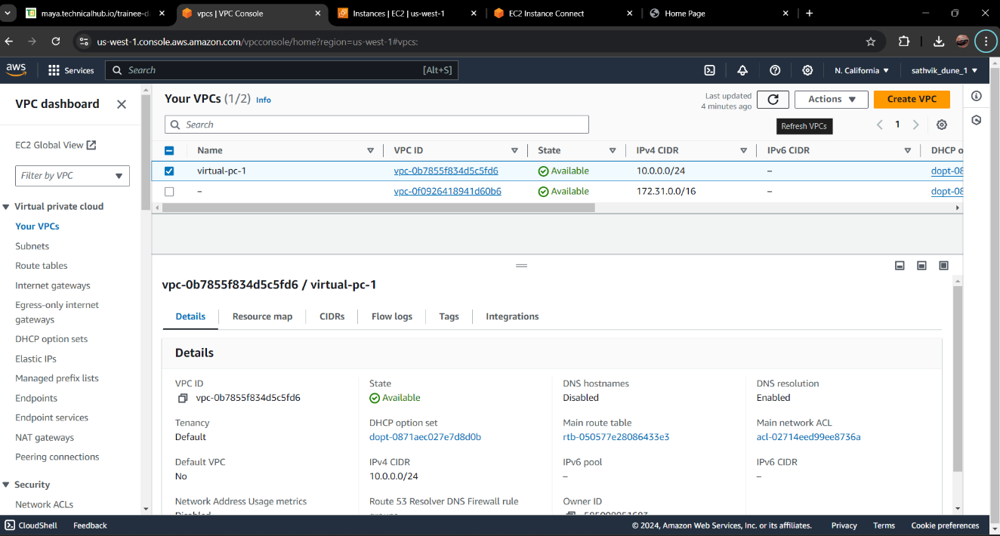 maya.technicalhub.io/trainee-da
vpcs | VPC Console
Instances | EC2 | us-west-1
EC2 Instance Connect
Home Page
us-west-1.console.aws.amazon.com/vpcconsole/home?region=us-west-1#vpcs:
aws
Services
Search
[Alt+S]
N. California
sathvik_dune_1
VPC dashboard
EC2 Global View
Filter by VPC
Virtual private cloud
Your VPCs
Subnets
Route tables
Internet gateways
Egress-only internet
gateways
DHCP option sets
Elastic IPs
Managed prefix lists
Endpoints
Endpoint services
NAT gateways
Peering connections
Security
Network ACLs
Your VPCs (1/2) Info
Last updated
4 minutes ago
Actions
Create VPC
Search
Refresh VPCs
1
Name VPC ID State IPv4 CIDR IPv6 CIDR DHCP o
virtual-pc-1 vpc-0b7855f834d5c5fd6 Available 10.0.0.0/24 – dopt-08
– vpc-0f0926418941d60b6 Available 172.31.0.0/16 – dopt-08
vpc-0b7855f834d5c5fd6 / virtual-pc-1
Details Resource map CIDRs Flow logs Tags Integrations
Details
VPC ID State DNS hostnames DNS resolution
vpc-0b7855f834d5c5fd6 Available Disabled Enabled
Tenancy DHCP option set Main route table Main network ACL
Default dopt-0871aec027e7d8d0b rtb-050577e28086433e3 acl-02714eed99ee8736a
Default VPC IPv4 CIDR IPv6 pool IPv6 CIDR
No 10.0.0.0/24 – –
Network Address Usage metrics Route 53 Resolver DNS Firewall rule Owner ID
CloudShell Feedback © 2024, Amazon Web Services, Inc. or its affiliates. Privacy Terms Cookie preferences